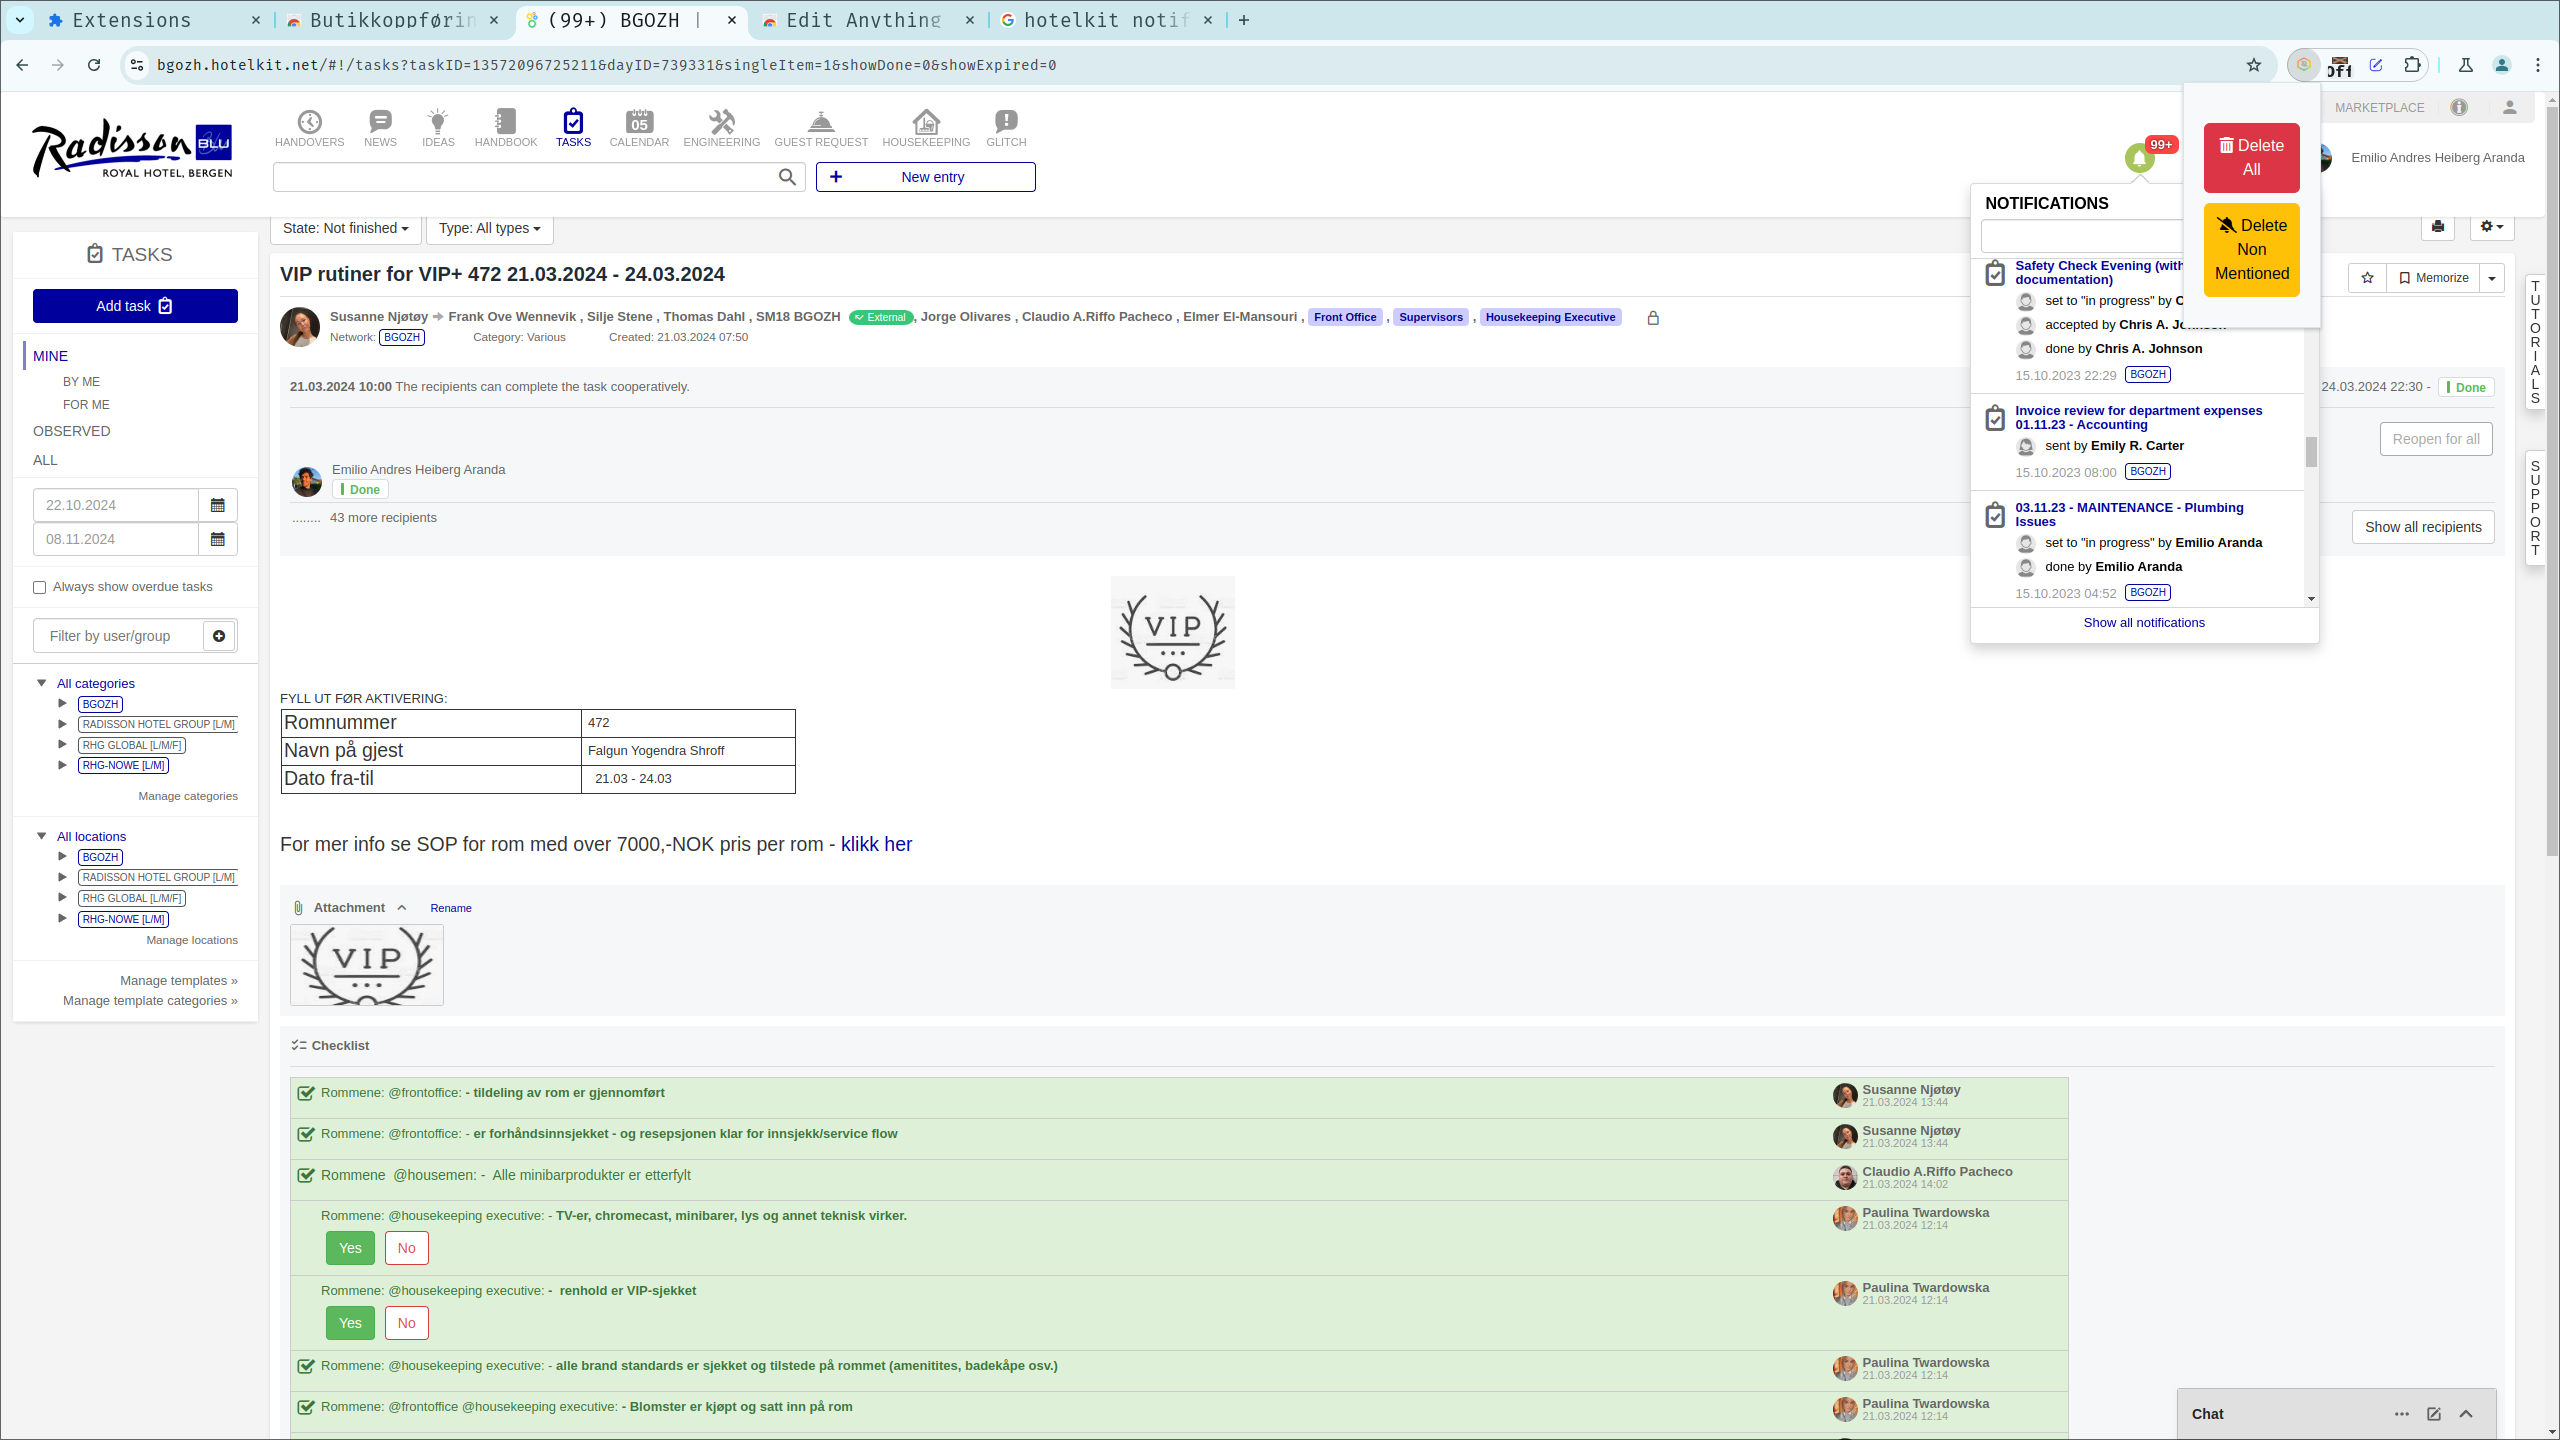 Extensions
Butikkoppførin
(99+) BGOZH |
Edit Anything
hotelkit notif
bgozh.hotelkit.net/#!/tasks?taskID=13572096725211&dayID=739331&singleItem=1&showDone=0&showExpired=0
Off
Radisson BLU
ROYAL HOTEL, BERGEN
HANDOVERS
NEWS
IDEAS
HANDBOOK
TASKS
05
CALENDAR
ENGINEERING
GUEST REQUEST
HOUSEKEEPING
GLITCH
New entry
99+
MARKETPLACE
Emilio Andres Heiberg Aranda
Delete All
Delete Non Mentioned
TASKS
Add task
MINE
BY ME
FOR ME
OBSERVED
ALL
22.10.2024
08.11.2024
Always show overdue tasks
Filter by user/group
All categories
BGOZH
RADISSON HOTEL GROUP [L/M]
RHG GLOBAL [L/M/F]
RHG-NOWE [L/M]
Manage categories
All locations
BGOZH
RADISSON HOTEL GROUP [L/M]
RHG GLOBAL [L/M/F]
RHG-NOWE [L/M]
Manage locations
Manage templates »
Manage template categories »
State: Not finished
Type: All types
VIP rutiner for VIP+ 472 21.03.2024 - 24.03.2024
Memorize
Susanne Njøtøy Frank Ove Wennevik , Silje Stene , Thomas Dahl , SM18 BGOZH External , Jorge Olivares , Claudio A.Riffo Pacheco , Elmer El-Mansouri , Front Office , Supervisors , Housekeeping Executive
Network: BGOZH Category: Various Created: 21.03.2024 07:50
21.03.2024 10:00 The recipients can complete the task cooperatively.
24.03.2024 22:30 - Done
Reopen for all
Emilio Andres Heiberg Aranda
Done
........ 43 more recipients
Show all recipients
VIP
FYLL UT FØR AKTIVERING:
Romnummer 472
Navn på gjest Falgun Yogendra Shroff
Dato fra-til 21.03 - 24.03
For mer info se SOP for rom med over 7000,-NOK pris per rom - klikk her
Attachment Rename
VIP
Checklist
Rommene: @frontoffice: - tildeling av rom er gjennomført
Susanne Njøtøy
21.03.2024 13:44
Rommene: @frontoffice: - er forhåndsinnsjekket - og resepsjonen klar for innsjekk/service flow
Susanne Njøtøy
21.03.2024 13:44
Rommene @housemen: - Alle minibarprodukter er etterfylt
Claudio A.Riffo Pacheco
21.03.2024 14:02
Rommene: @housekeeping executive: - TV-er, chromecast, minibarer, lys og annet teknisk virker.
Paulina Twardowska
21.03.2024 12:14
Yes No
Rommene: @housekeeping executive: - renhold er VIP-sjekket
Paulina Twardowska
21.03.2024 12:14
Yes No
Rommene: @housekeeping executive: - alle brand standards er sjekket og tilstede på rommet (amenitites, badekåpe osv.)
Paulina Twardowska
21.03.2024 12:14
Rommene: @frontoffice @housekeeping executive: - Blomster er kjøpt og satt inn på rom
Paulina Twardowska
21.03.2024 12:14
NOTIFICATIONS
Safety Check Evening (with
documentation)
set to "in progress" by
accepted by Chris A. Johnson
done by Chris A. Johnson
15.10.2023 22:29 BGOZH
Invoice review for department expenses
01.11.23 - Accounting
sent by Emily R. Carter
15.10.2023 08:00 BGOZH
03.11.23 - MAINTENANCE - Plumbing
Issues
set to "in progress" by Emilio Aranda
done by Emilio Aranda
15.10.2023 04:52 BGOZH
Show all notifications
TUTORIALS
SUPPORT
Chat